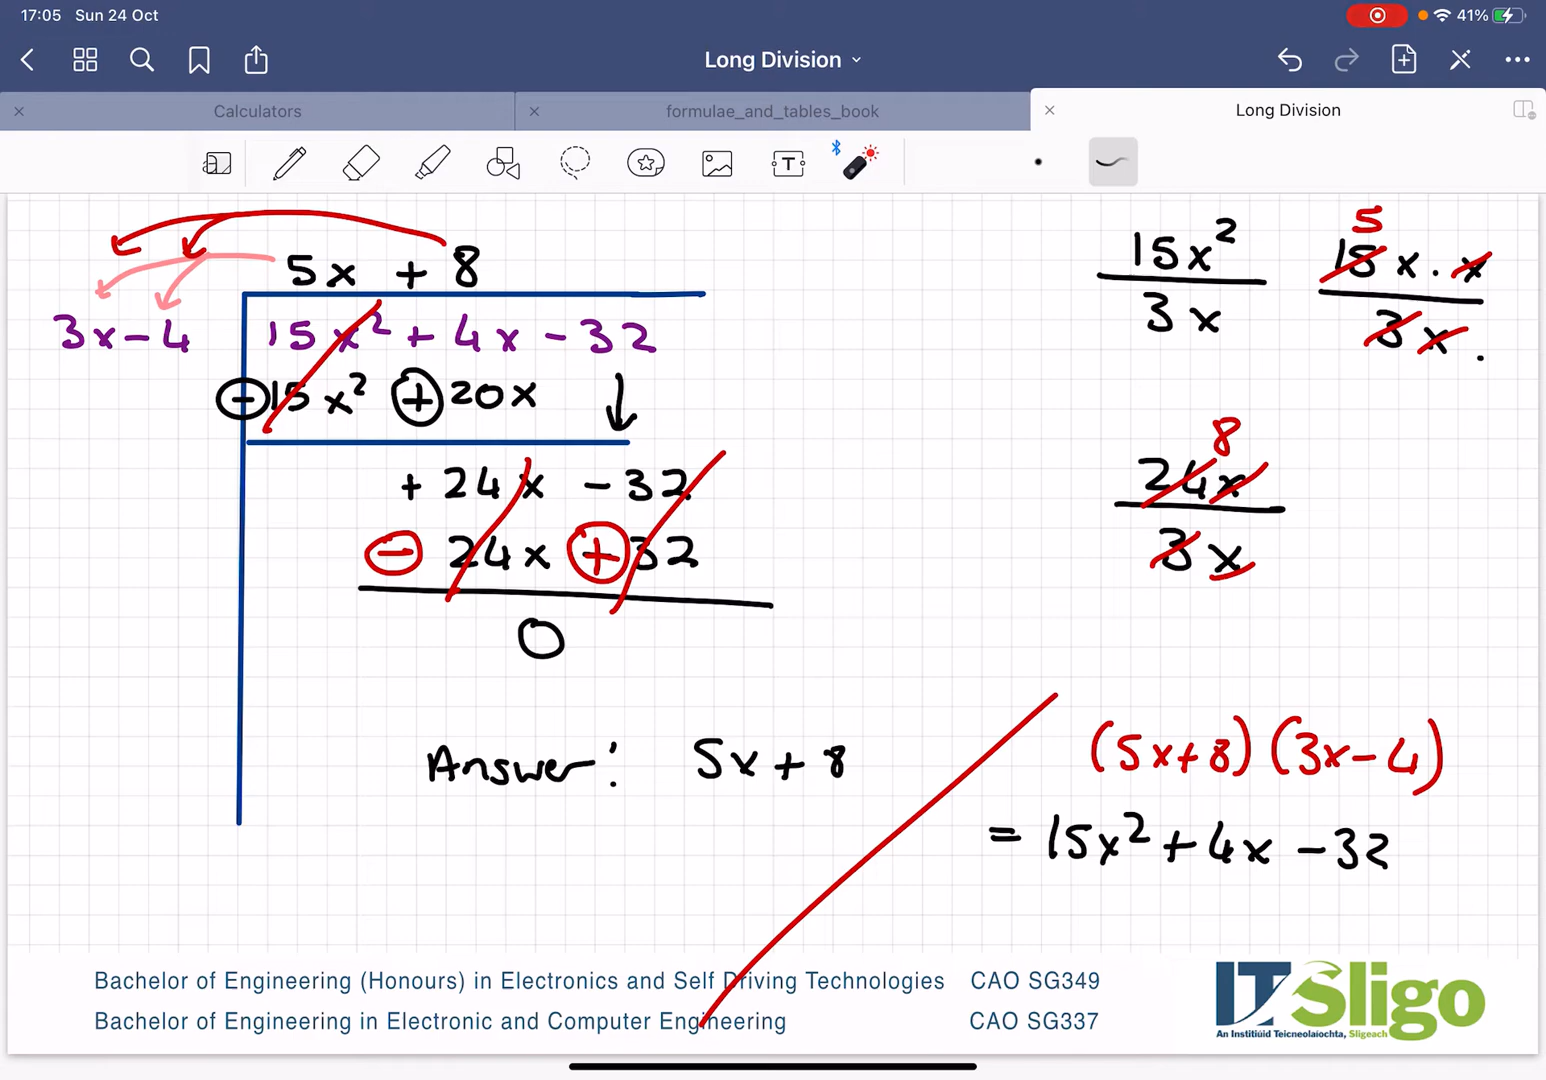 17:05 Sun 24 Oct
41%
Long Division
Calculators
formulae_and_tables_book
Long Division
T
5x + 8
3x - 4
15x² + 4x - 32
- 15x² + 20x
+ 24x - 32
- 24x + 32
0
Answer: 5x + 8
15x²
3x
5
15x . x
3x .
8
24x
3x
(5x+8)(3x-4)
= 15x² + 4x - 32
Bachelor of Engineering (Honours) in Electronics and Self Driving Technologies CAO SG349
Bachelor of Engineering in Electronic and Computer Engineering CAO SG337
IT Sligo
An Institiúid Teicneolaíochta, Sligeach